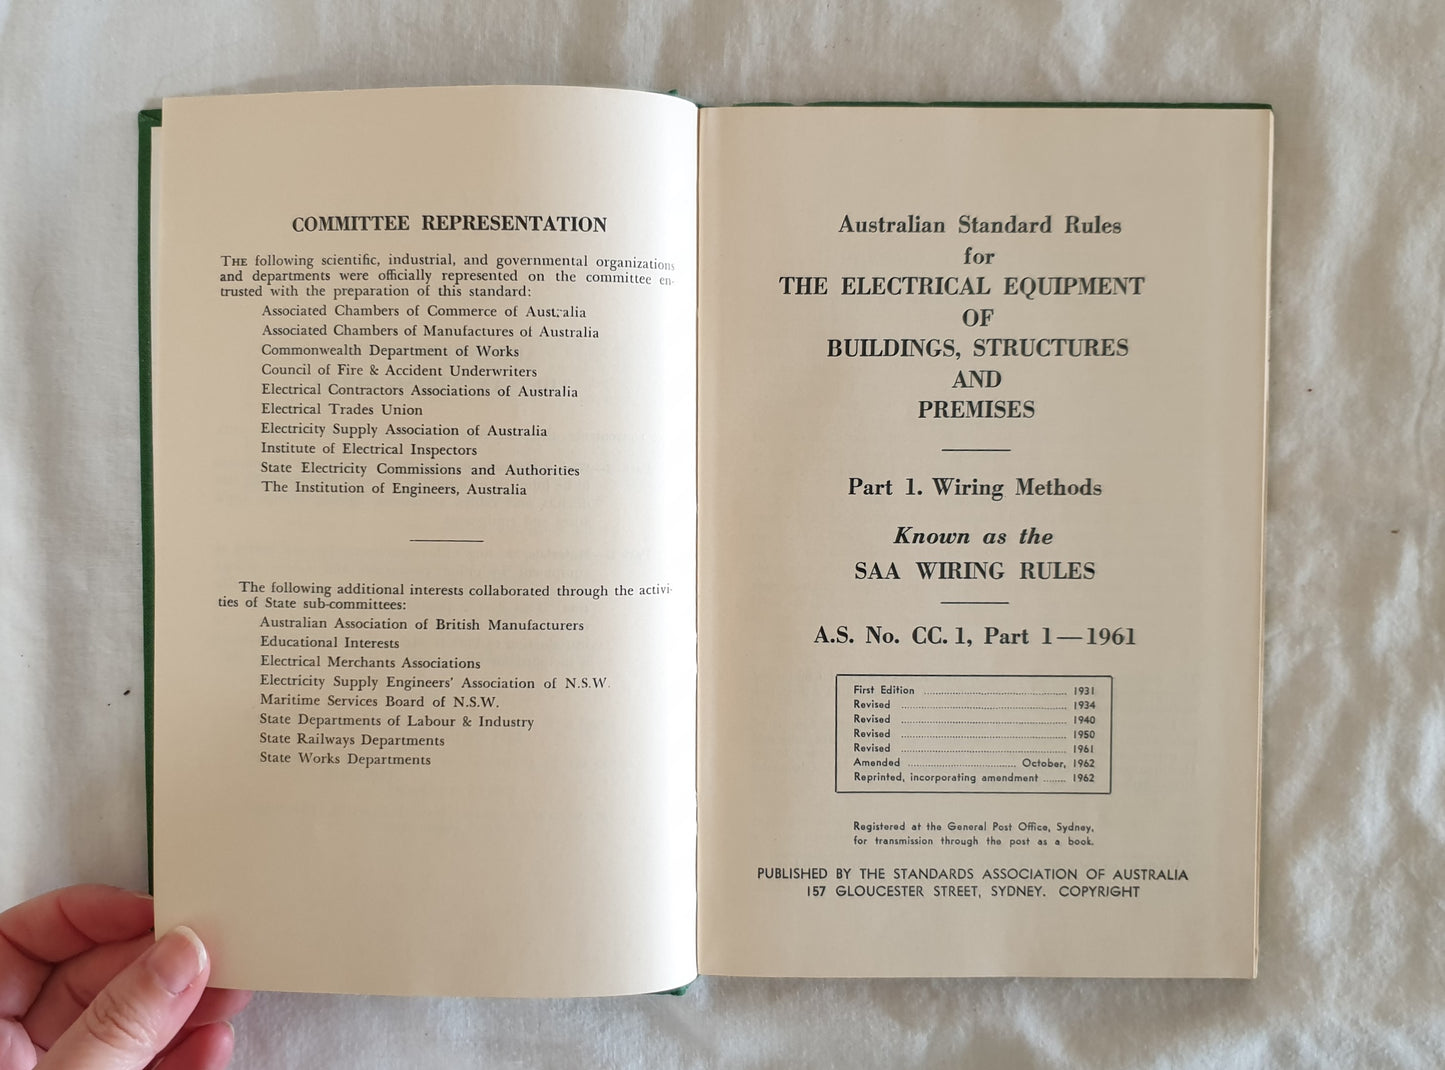 COMMITTEE REPRESENTATION
THE following scientific, industrial, and governmental organizations
and departments were officially represented on the committee en-
trusted with the preparation of this standard:
Associated Chambers of Commerce of Australia
Associated Chambers of Manufactures of Australia
Commonwealth Department of Works
Council of Fire & Accident Underwriters
Electrical Contractors Associations of Australia
Electrical Trades Union
Electricity Supply Association of Australia
Institute of Electrical Inspectors
State Electricity Commissions and Authorities
The Institution of Engineers, Australia
The following additional interests collaborated through the activi-
ties of State sub-committees:
Australian Association of British Manufacturers
Educational Interests
Electrical Merchants Associations
Electricity Supply Engineers' Association of N.S.W.
Maritime Services Board of N.S.W.
State Departments of Labour & Industry
State Railways Departments
State Works Departments
Australian Standard Rules
for
THE ELECTRICAL EQUIPMENT
OF
BUILDINGS, STRUCTURES
AND
PREMISES
Part 1. Wiring Methods
Known as the
SAA WIRING RULES
A.S. No. CC. 1, Part 1—1961
First Edition ........ 1931
Revised ........ 1934
Revised ........ 1940
Revised ........ 1950
Revised ........ 1961
Amended ........ October, 1962
Reprinted, incorporating amendment ........ 1962
Registered at the General Post Office, Sydney,
for transmission through the post as a book.
PUBLISHED BY THE STANDARDS ASSOCIATION OF AUSTRALIA
157 GLOUCESTER STREET, SYDNEY. COPYRIGHT